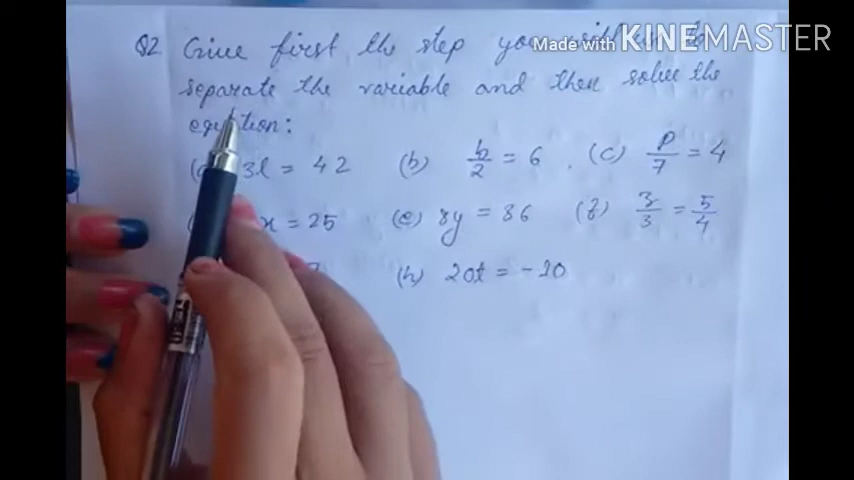 Q2 Give first the step you
Made with KINEMASTER
separate the variable and then solve the
equation:
3l = 42 (b) b/2 = 6 . (c) p/7 = 4
x = 25 (e) 8y = 36 (f) z/3 = 5/4
(h) 20t = -10